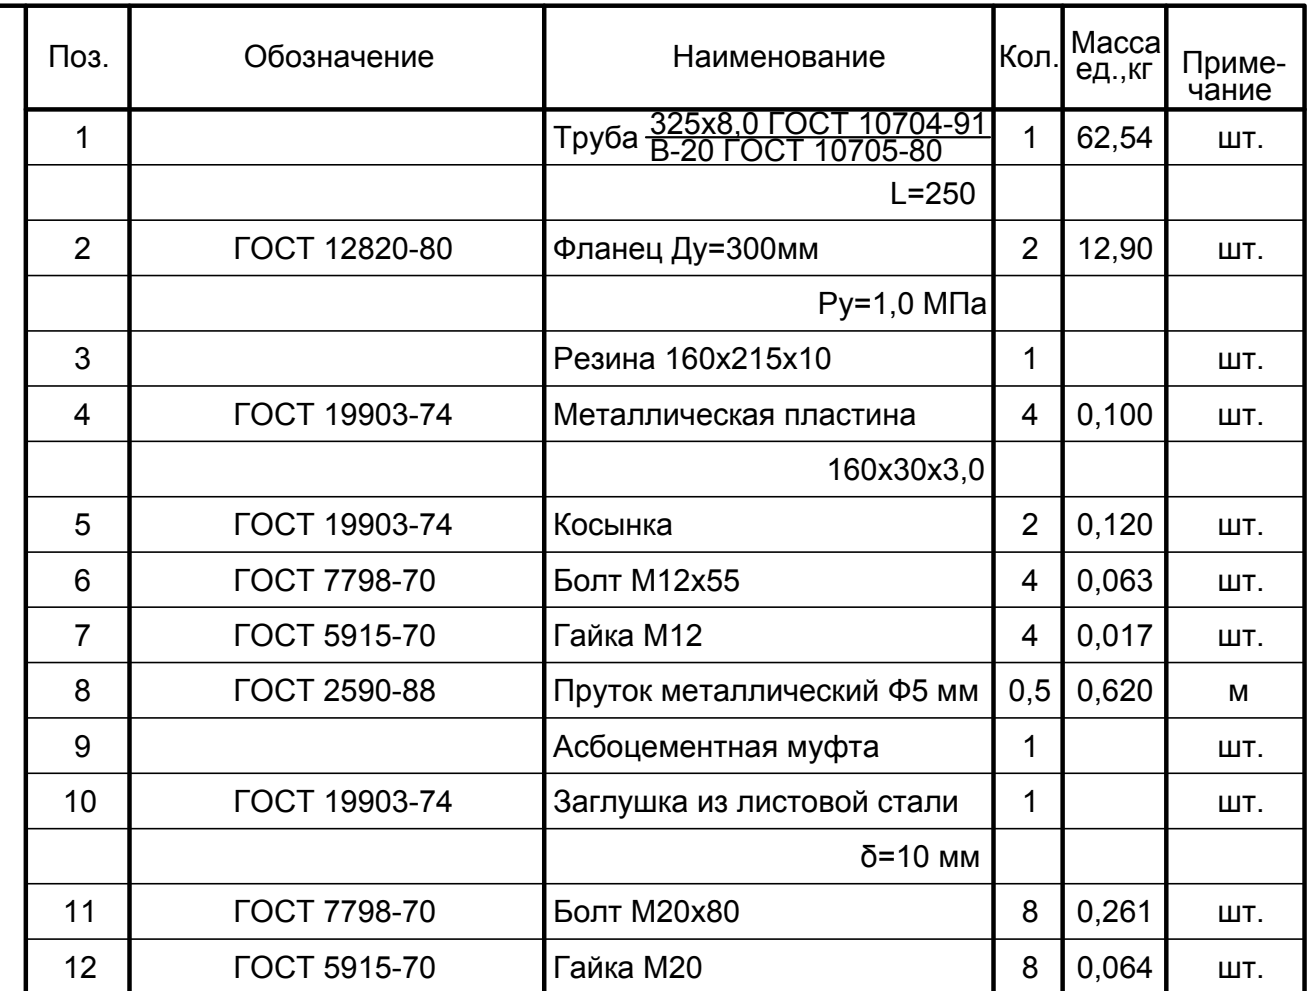 Поз. Обозначение Наименование Кол. Масса ед.,кг Приме-чание
1 Труба 325х8,0 ГОСТ 10704-91 1 62,54 шт.
В-20 ГОСТ 10705-80
L=250
2 ГОСТ 12820-80 Фланец Ду=300мм 2 12,90 шт.
Ру=1,0 МПа
3 Резина 160х215х10 1 шт.
4 ГОСТ 19903-74 Металлическая пластина 4 0,100 шт.
160х30х3,0
5 ГОСТ 19903-74 Косынка 2 0,120 шт.
6 ГОСТ 7798-70 Болт М12х55 4 0,063 шт.
7 ГОСТ 5915-70 Гайка М12 4 0,017 шт.
8 ГОСТ 2590-88 Пруток металлический Ф5 мм 0,5 0,620 м
9 Асбоцементная муфта 1 шт.
10 ГОСТ 19903-74 Заглушка из листовой стали 1 шт.
δ=10 мм
11 ГОСТ 7798-70 Болт М20х80 8 0,261 шт.
12 ГОСТ 5915-70 Гайка М20 8 0,064 шт.